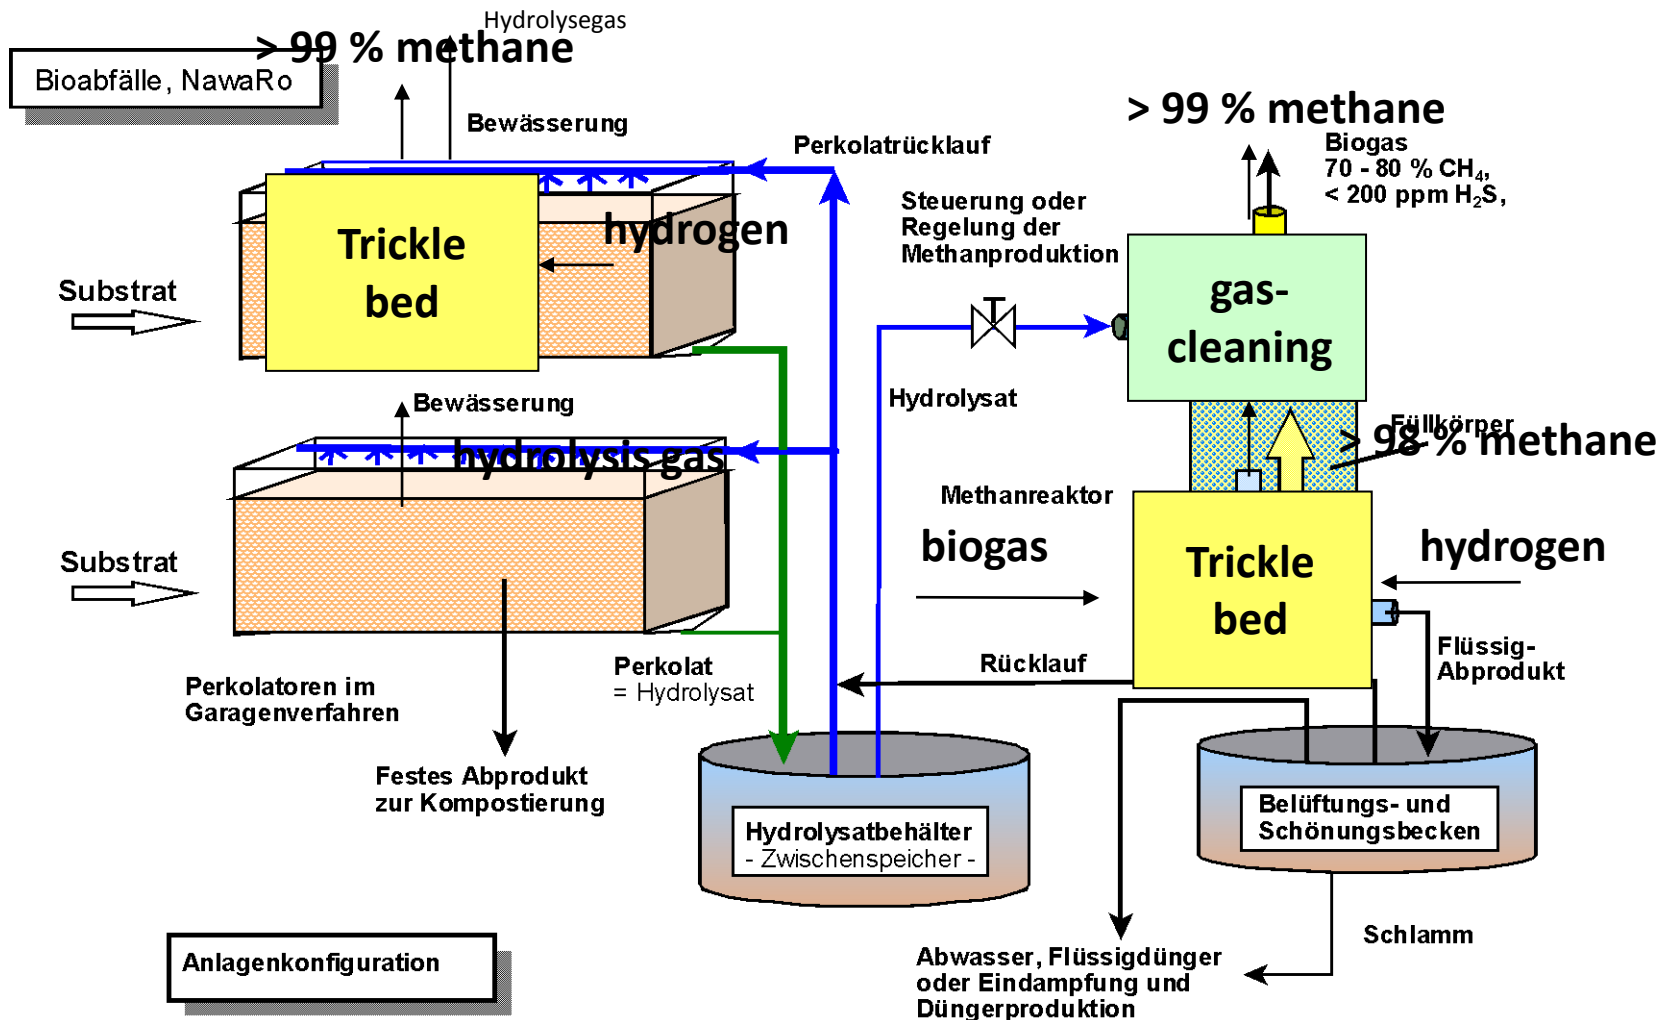 Hydrolysegas
> 99 % methane
Bioabfälle, NawaRo
Bewässerung
Perkolatrücklauf
> 99 % methane
Biogas
70 - 80 % CH₄,
< 200 ppm H₂S,
Steuerung oder
Regelung der
Methanproduktion
Trickle
bed
hydrogen
Substrat
gas-
cleaning
Hydrolysat
Bewässerung
hydrolysis gas
Füllkörper
> 98 % methane
Methanreaktor
biogas
Trickle
bed
hydrogen
Substrat
Flüssig-
Abprodukt
Rücklauf
Perkolat
= Hydrolysat
Perkolatoren im
Garagenverfahren
Festes Abprodukt
zur Kompostierung
Hydrolysatbehälter
- Zwischenspeicher -
Belüftungs- und
Schönungsbecken
Schlamm
Abwasser, Flüssigdünger
oder Eindampfung und
Düngerproduktion
Anlagenkonfiguration